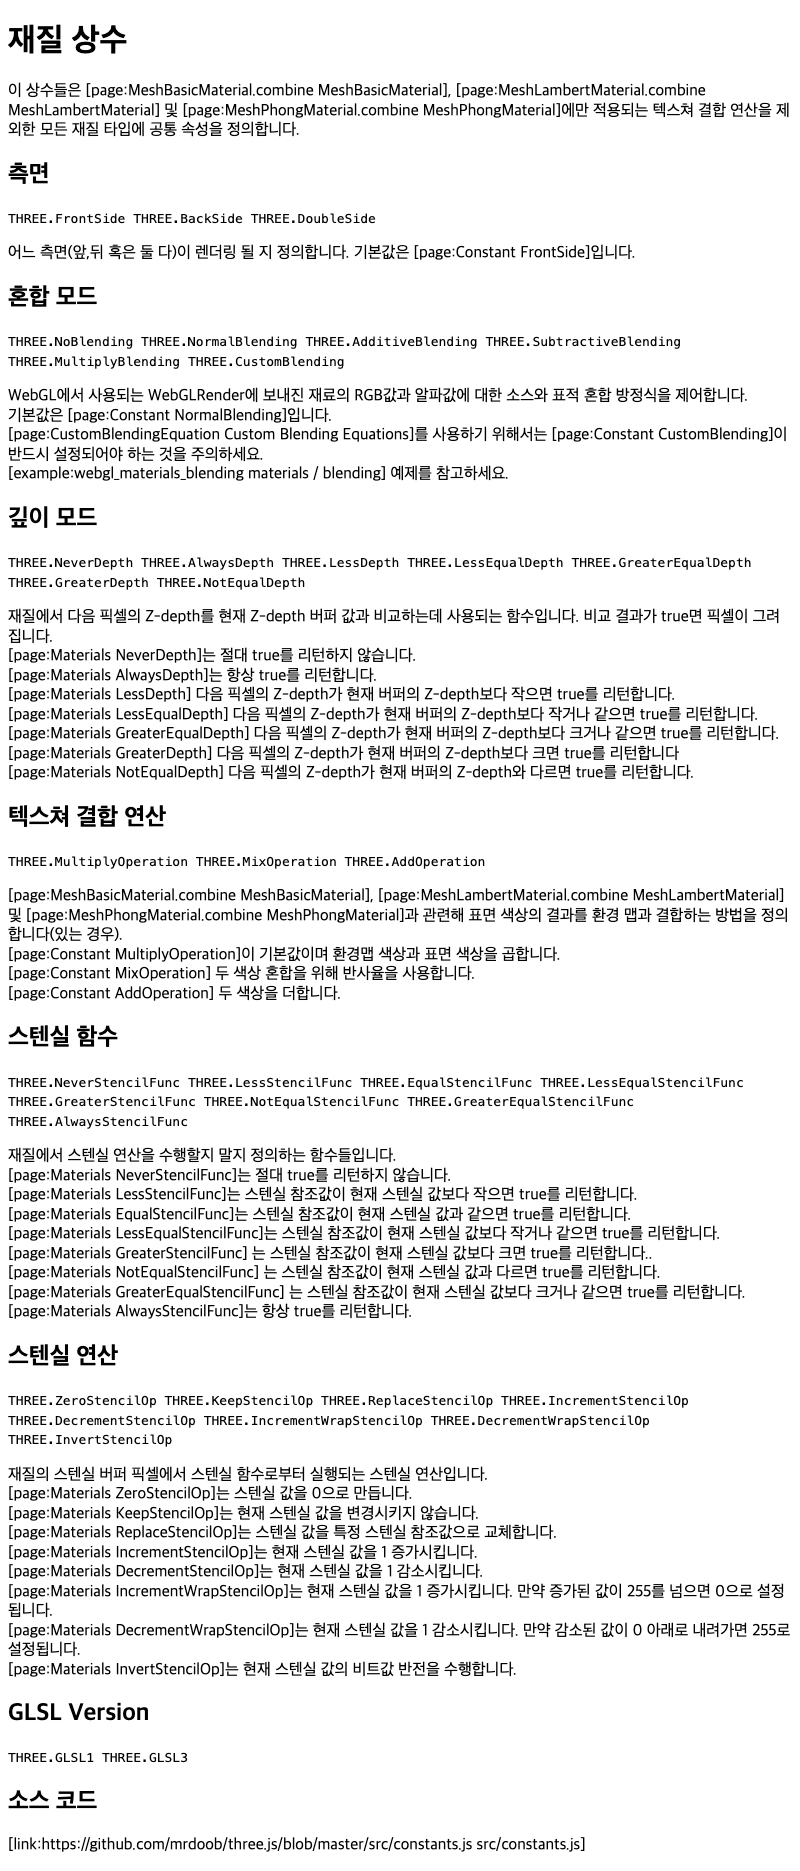 재질 상수
이 상수들은 [page:MeshBasicMaterial.combine MeshBasicMaterial], [page:MeshLambertMaterial.combine
MeshLambertMaterial] 및 [page:MeshPhongMaterial.combine MeshPhongMaterial]에만 적용되는 텍스쳐 결합 연산을 제
외한 모든 재질 타입에 공통 속성을 정의합니다.
측면
THREE.FrontSide THREE.BackSide THREE.DoubleSide
어느 측면(앞,뒤 혹은 둘 다)이 렌더링 될 지 정의합니다. 기본값은 [page:Constant FrontSide]입니다.
혼합 모드
THREE.NoBlending THREE.NormalBlending THREE.AdditiveBlending THREE.SubtractiveBlending
THREE.MultiplyBlending THREE.CustomBlending
WebGL에서 사용되는 WebGLRender에 보내진 재료의 RGB값과 알파값에 대한 소스와 표적 혼합 방정식을 제어합니다.
기본값은 [page:Constant NormalBlending]입니다.
[page:CustomBlendingEquation Custom Blending Equations]를 사용하기 위해서는 [page:Constant CustomBlending]이
반드시 설정되어야 하는 것을 주의하세요.
[example:webgl_materials_blending materials / blending] 예제를 참고하세요.
깊이 모드
THREE.NeverDepth THREE.AlwaysDepth THREE.LessDepth THREE.LessEqualDepth THREE.GreaterEqualDepth
THREE.GreaterDepth THREE.NotEqualDepth
재질에서 다음 픽셀의 Z-depth를 현재 Z-depth 버퍼 값과 비교하는데 사용되는 함수입니다. 비교 결과가 true면 픽셀이 그려
집니다.
[page:Materials NeverDepth]는 절대 true를 리턴하지 않습니다.
[page:Materials AlwaysDepth]는 항상 true를 리턴합니다.
[page:Materials LessDepth] 다음 픽셀의 Z-depth가 현재 버퍼의 Z-depth보다 작으면 true를 리턴합니다.
[page:Materials LessEqualDepth] 다음 픽셀의 Z-depth가 현재 버퍼의 Z-depth보다 작거나 같으면 true를 리턴합니다.
[page:Materials GreaterEqualDepth] 다음 픽셀의 Z-depth가 현재 버퍼의 Z-depth보다 크거나 같으면 true를 리턴합니다.
[page:Materials GreaterDepth] 다음 픽셀의 Z-depth가 현재 버퍼의 Z-depth보다 크면 true를 리턴합니다
[page:Materials NotEqualDepth] 다음 픽셀의 Z-depth가 현재 버퍼의 Z-depth와 다르면 true를 리턴합니다.
텍스쳐 결합 연산
THREE.MultiplyOperation THREE.MixOperation THREE.AddOperation
[page:MeshBasicMaterial.combine MeshBasicMaterial], [page:MeshLambertMaterial.combine MeshLambertMaterial]
및 [page:MeshPhongMaterial.combine MeshPhongMaterial]과 관련해 표면 색상의 결과를 환경 맵과 결합하는 방법을 정의
합니다(있는 경우).
[page:Constant MultiplyOperation]이 기본값이며 환경맵 색상과 표면 색상을 곱합니다.
[page:Constant MixOperation] 두 색상 혼합을 위해 반사율을 사용합니다.
[page:Constant AddOperation] 두 색상을 더합니다.
스텐실 함수
THREE.NeverStencilFunc THREE.LessStencilFunc THREE.EqualStencilFunc THREE.LessEqualStencilFunc
THREE.GreaterStencilFunc THREE.NotEqualStencilFunc THREE.GreaterEqualStencilFunc
THREE.AlwaysStencilFunc
재질에서 스텐실 연산을 수행할지 말지 정의하는 함수들입니다.
[page:Materials NeverStencilFunc]는 절대 true를 리턴하지 않습니다.
[page:Materials LessStencilFunc]는 스텐실 참조값이 현재 스텐실 값보다 작으면 true를 리턴합니다.
[page:Materials EqualStencilFunc]는 스텐실 참조값이 현재 스텐실 값과 같으면 true를 리턴합니다.
[page:Materials LessEqualStencilFunc]는 스텐실 참조값이 현재 스텐실 값보다 작거나 같으면 true를 리턴합니다.
[page:Materials GreaterStencilFunc] 는 스텐실 참조값이 현재 스텐실 값보다 크면 true를 리턴합니다..
[page:Materials NotEqualStencilFunc] 는 스텐실 참조값이 현재 스텐실 값과 다르면 true를 리턴합니다.
[page:Materials GreaterEqualStencilFunc] 는 스텐실 참조값이 현재 스텐실 값보다 크거나 같으면 true를 리턴합니다.
[page:Materials AlwaysStencilFunc]는 항상 true를 리턴합니다.
스텐실 연산
THREE.ZeroStencilOp THREE.KeepStencilOp THREE.ReplaceStencilOp THREE.IncrementStencilOp
THREE.DecrementStencilOp THREE.IncrementWrapStencilOp THREE.DecrementWrapStencilOp
THREE.InvertStencilOp
재질의 스텐실 버퍼 픽셀에서 스텐실 함수로부터 실행되는 스텐실 연산입니다.
[page:Materials ZeroStencilOp]는 스텐실 값을 0으로 만듭니다.
[page:Materials KeepStencilOp]는 현재 스텐실 값을 변경시키지 않습니다.
[page:Materials ReplaceStencilOp]는 스텐실 값을 특정 스텐실 참조값으로 교체합니다.
[page:Materials IncrementStencilOp]는 현재 스텐실 값을 1 증가시킵니다.
[page:Materials DecrementStencilOp]는 현재 스텐실 값을 1 감소시킵니다.
[page:Materials IncrementWrapStencilOp]는 현재 스텐실 값을 1 증가시킵니다. 만약 증가된 값이 255를 넘으면 0으로 설정
됩니다.
[page:Materials DecrementWrapStencilOp]는 현재 스텐실 값을 1 감소시킵니다. 만약 감소된 값이 0 아래로 내려가면 255로
설정됩니다.
[page:Materials InvertStencilOp]는 현재 스텐실 값의 비트값 반전을 수행합니다.
GLSL Version
THREE.GLSL1 THREE.GLSL3
소스 코드
[link:https://github.com/mrdoob/three.js/blob/master/src/constants.js src/constants.js]